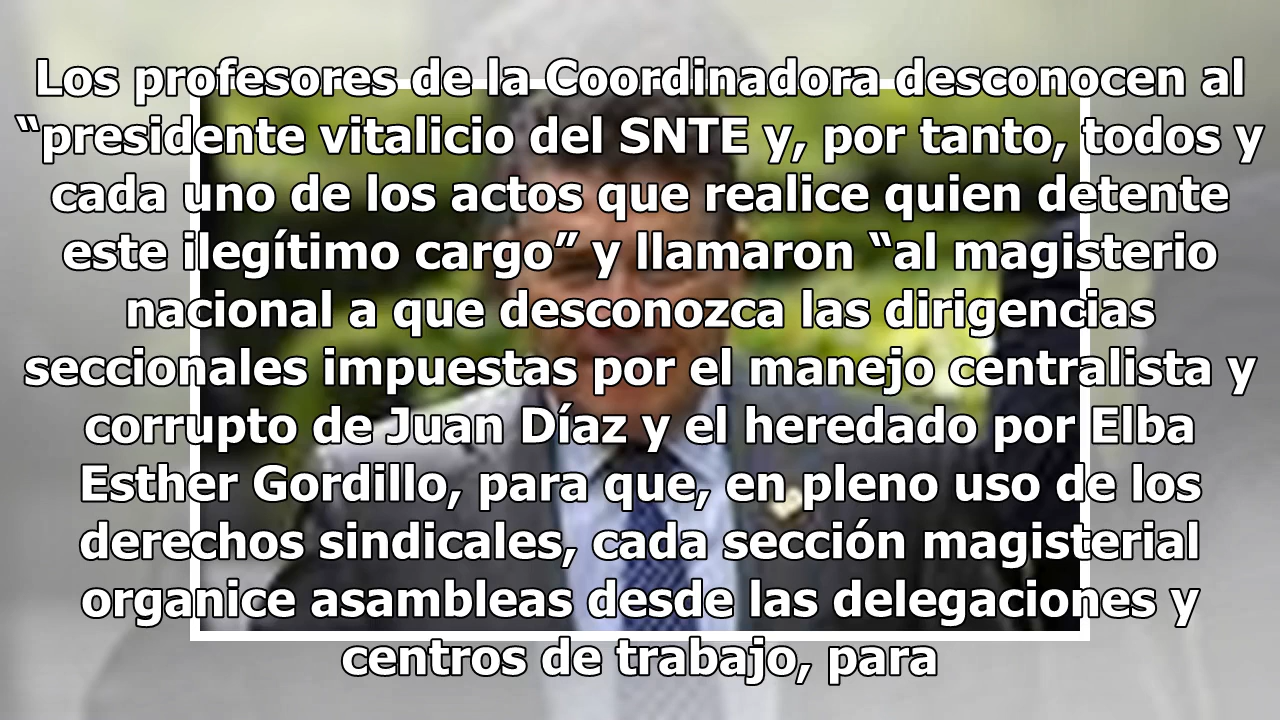 Los profesores de la Coordinadora desconocen al
“presidente vitalicio del SNTE y, por tanto, todos y
cada uno de los actos que realice quien detente
este ilegítimo cargo” y llamaron “al magisterio
nacional a que desconozca las dirigencias
seccionales impuestas por el manejo centralista y
corrupto de Juan Díaz y el heredado por Elba
Esther Gordillo, para que, en pleno uso de los
derechos sindicales, cada sección magisterial
organice asambleas desde las delegaciones y
centros de trabajo, para